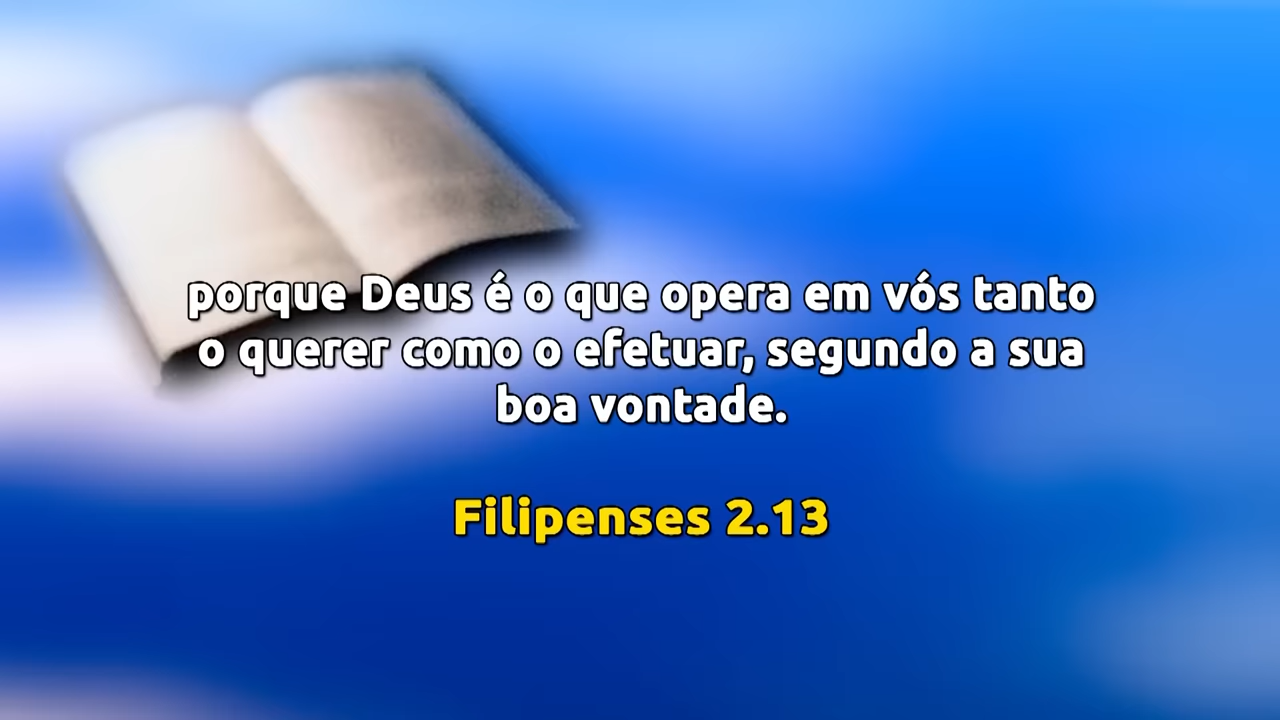 porque Deus é o que opera em vós tanto
o querer como o efetuar, segundo a sua
boa vontade.
Filipenses 2.13